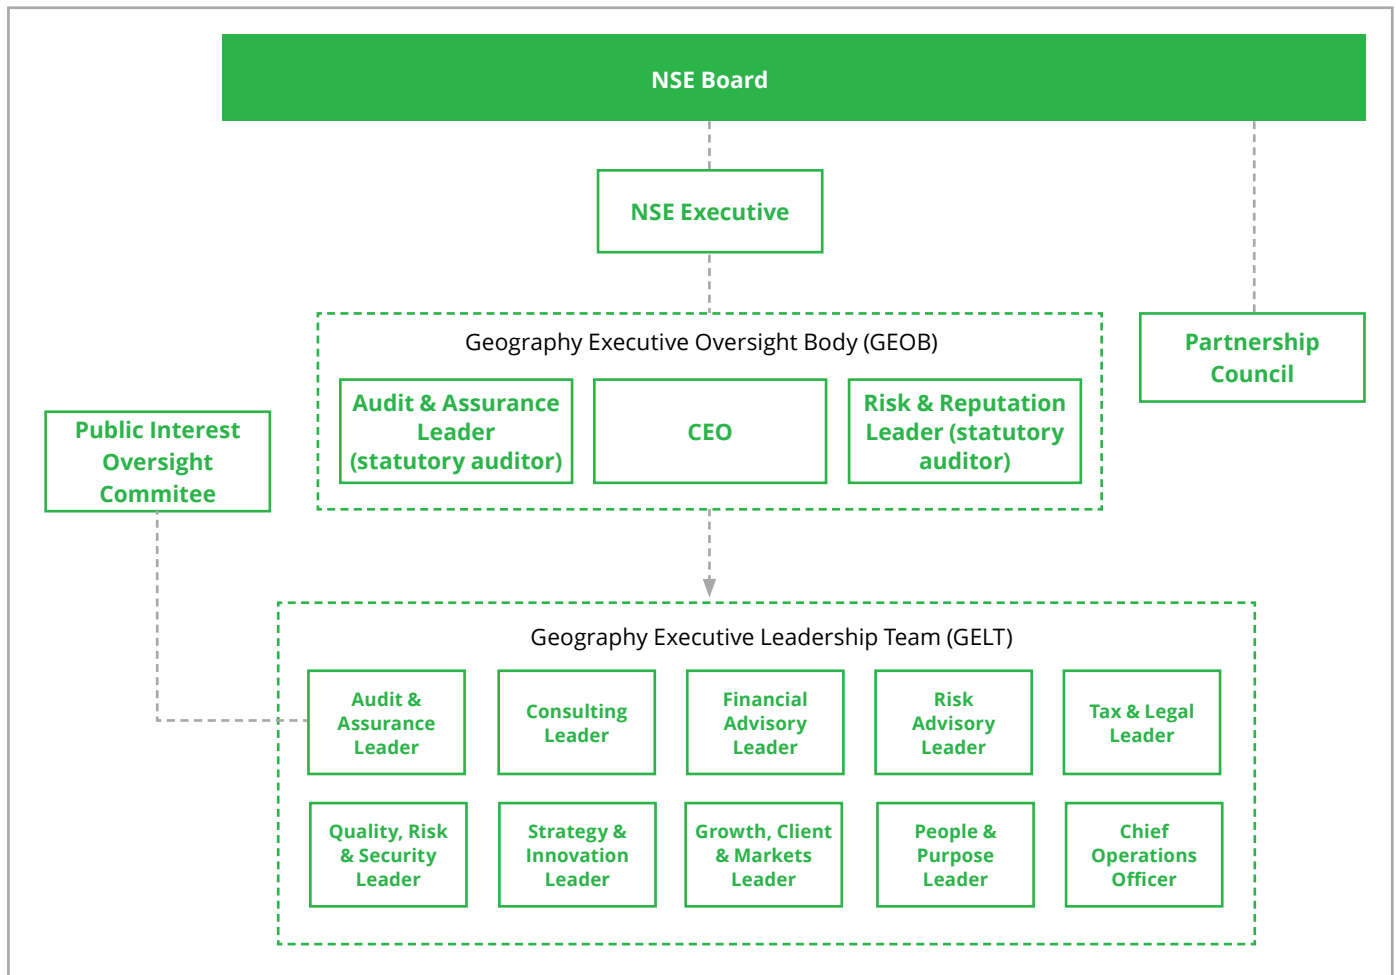 NSE Board
NSE Executive
Geography Executive Oversight Body (GEOB)
Audit & Assurance
Leader
(statutory auditor)
CEO
Risk & Reputation
Leader (statutory
auditor)
Partnership
Council
Public Interest
Oversight
Commitee
Geography Executive Leadership Team (GELT)
Audit &
Assurance
Leader
Consulting
Leader
Financial
Advisory
Leader
Risk
Advisory
Leader
Tax & Legal
Leader
Quality, Risk
& Security
Leader
Strategy &
Innovation
Leader
Growth, Client
& Markets
Leader
People &
Purpose
Leader
Chief
Operations
Officer